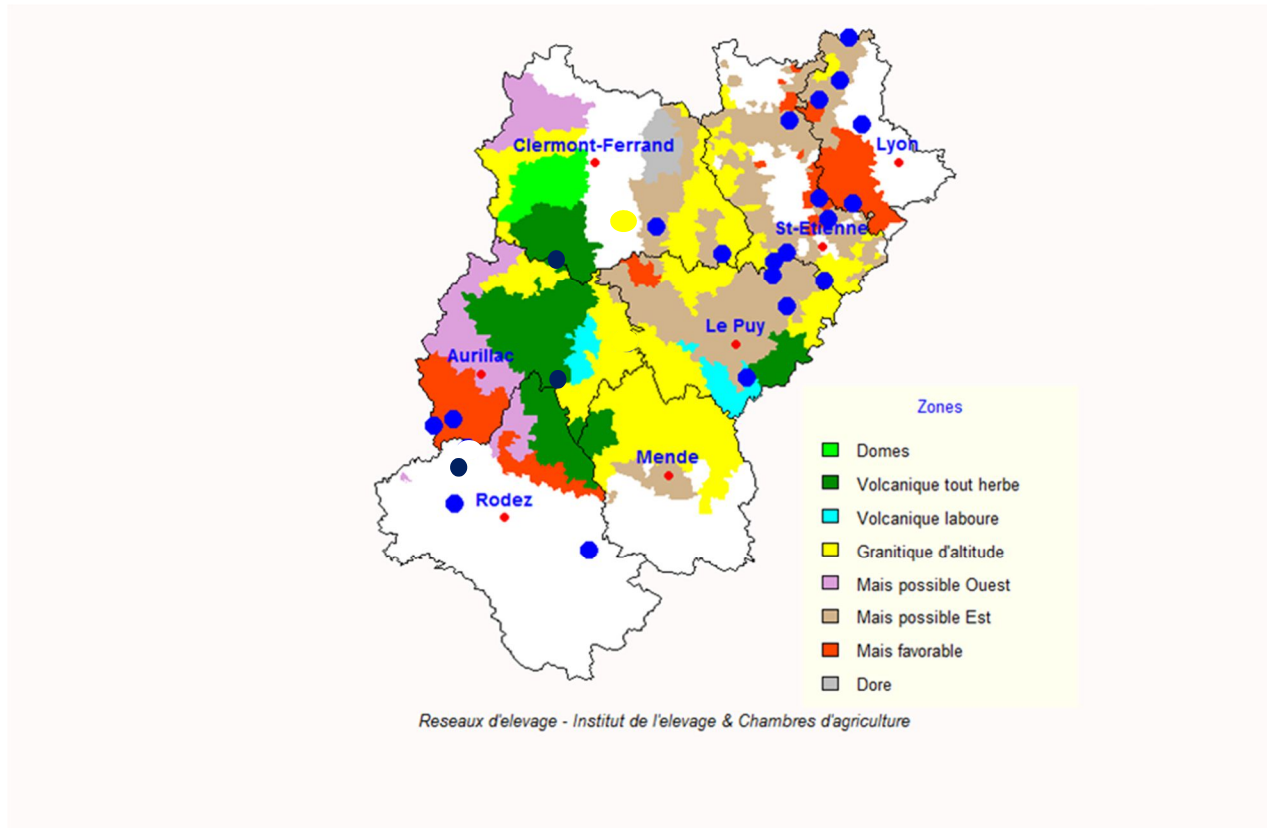 Clermont-Ferrand
Lyon
St-Etienne
Le Puy
Aurillac
Mende
Rodez
Zones
Domes
Volcanique tout herbe
Volcanique laboure
Granitique d'altitude
Mais possible Ouest
Mais possible Est
Mais favorable
Dore
Reseaux d'elevage - Institut de l'elevage & Chambres d'agriculture